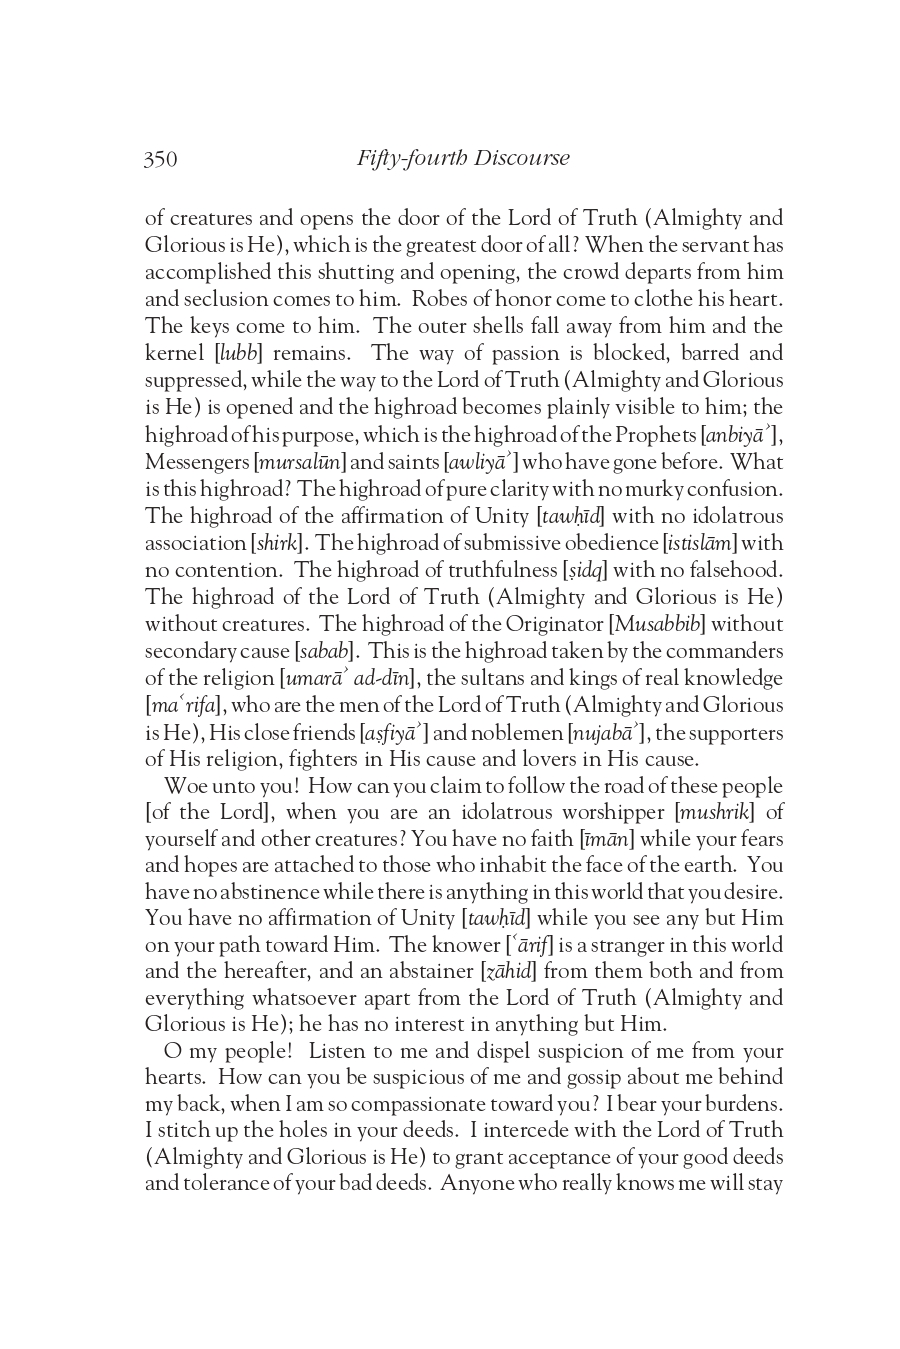 350 Fifty-fourth Discourse
of creatures and opens the door of the Lord of Truth (Almighty and
Glorious is He), which is the greatest door of all? When the servant has
accomplished this shutting and opening, the crowd departs from him
and seclusion comes to him. Robes of honor come to clothe his heart.
The keys come to him. The outer shells fall away from him and the
kernel [lubb] remains. The way of passion is blocked, barred and
suppressed, while the way to the Lord of Truth (Almighty and Glorious
is He) is opened and the highroad becomes plainly visible to him; the
highroad of his purpose, which is the highroad of the Prophets [anbiyāʾ],
Messengers [mursalūn] and saints [awliyāʾ] who have gone before. What
is this highroad? The highroad of pure clarity with no murky confusion.
The highroad of the affirmation of Unity [tawḥīd] with no idolatrous
association [shirk]. The highroad of submissive obedience [istislām] with
no contention. The highroad of truthfulness [ṣidq] with no falsehood.
The highroad of the Lord of Truth (Almighty and Glorious is He)
without creatures. The highroad of the Originator [Musabbib] without
secondary cause [sabab]. This is the highroad taken by the commanders
of the religion [umarāʾ ad-dīn], the sultans and kings of real knowledge
[maʿrifa], who are the men of the Lord of Truth (Almighty and Glorious
is He), His close friends [aṣfiyāʾ] and noblemen [nujabāʾ], the supporters
of His religion, fighters in His cause and lovers in His cause.
Woe unto you! How can you claim to follow the road of these people
[of the Lord], when you are an idolatrous worshipper [mushrik] of
yourself and other creatures? You have no faith [īmān] while your fears
and hopes are attached to those who inhabit the face of the earth. You
have no abstinence while there is anything in this world that you desire.
You have no affirmation of Unity [tawḥīd] while you see any but Him
on your path toward Him. The knower [ʿārif] is a stranger in this world
and the hereafter, and an abstainer [zāhid] from them both and from
everything whatsoever apart from the Lord of Truth (Almighty and
Glorious is He); he has no interest in anything but Him.
O my people! Listen to me and dispel suspicion of me from your
hearts. How can you be suspicious of me and gossip about me behind
my back, when I am so compassionate toward you? I bear your burdens.
I stitch up the holes in your deeds. I intercede with the Lord of Truth
(Almighty and Glorious is He) to grant acceptance of your good deeds
and tolerance of your bad deeds. Anyone who really knows me will stay